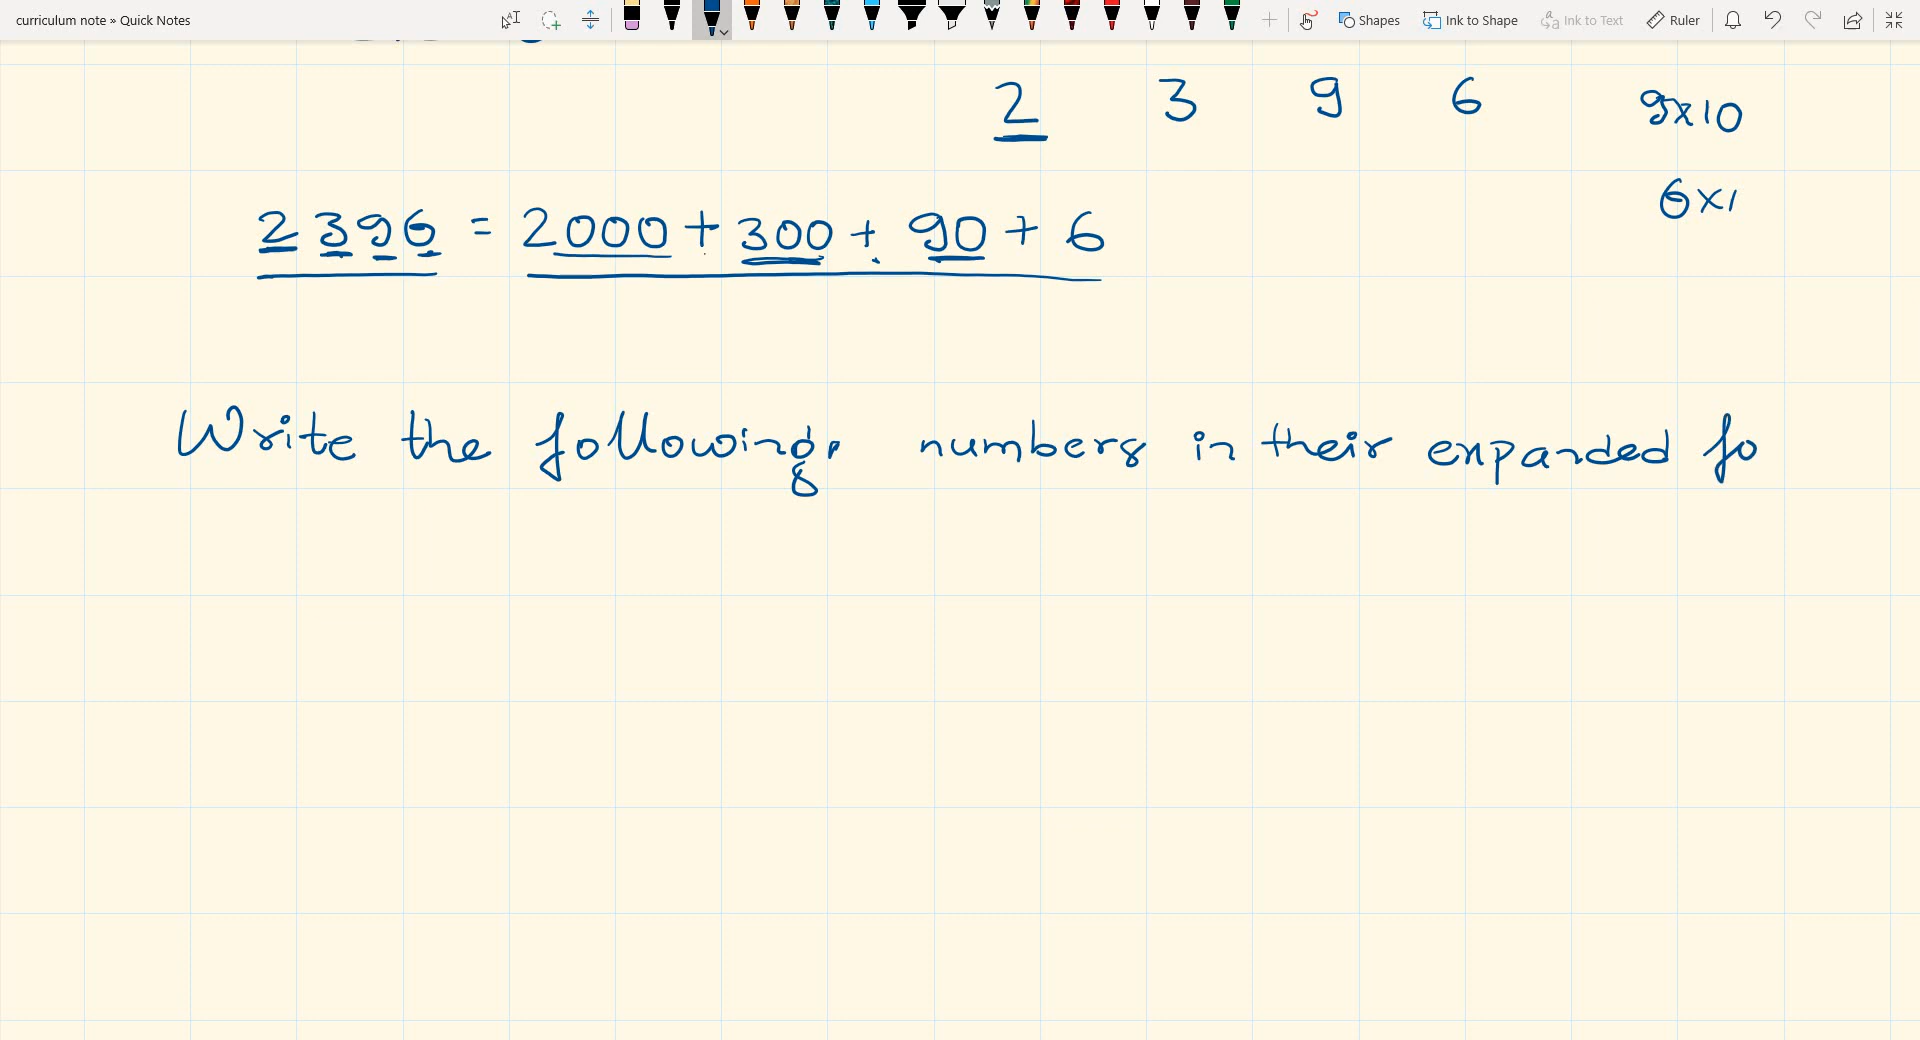 curriculum note » Quick Notes
Shapes Ink to Shape Ink to Text Ruler
2 3 9 6 9x10
6x1
2396 = 2000 + 300 + 90 + 6
Write the following numbers in their expanded fo